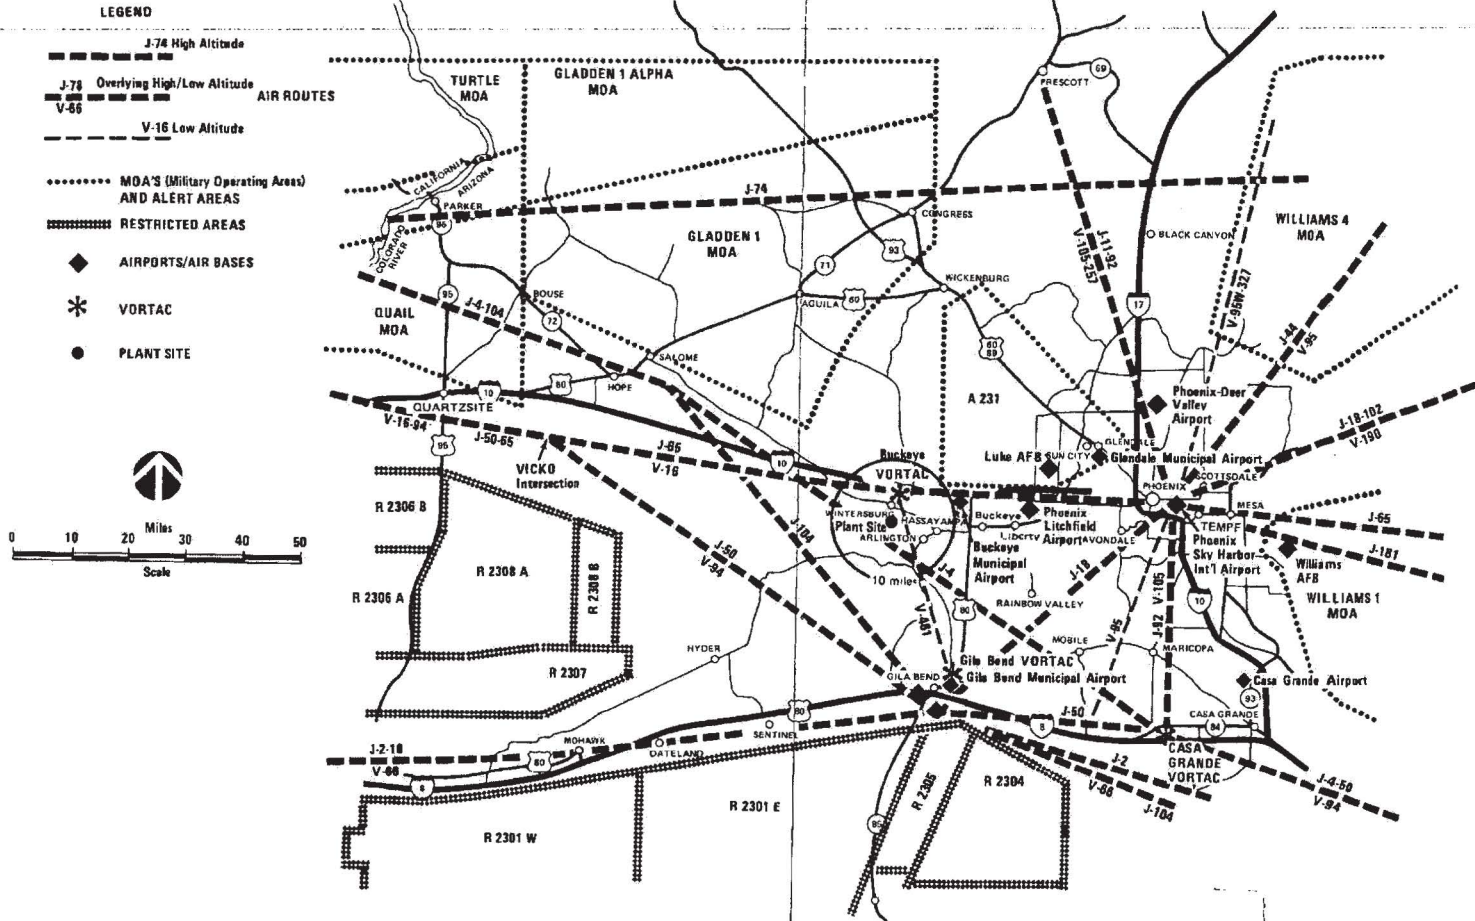 LEGEND
J-74 High Altitude
J-78 Overlying High/Low Altitude
V-66
AIR ROUTES
V-16 Low Altitude
MOA'S (Military Operating Areas)
AND ALERT AREAS
RESTRICTED AREAS
AIRPORTS/AIR BASES
VORTAC
PLANT SITE
Miles
0 10 20 30 40 50
Scale
TURTLE
MOA
GLADDEN 1 ALPHA
MOA
PRESCOTT
69
CALIFORNIA
ARIZONA
PARKER
COLORADO
RIVER
J-74
CONGRESS
GLADDEN 1
MOA
93
71
BLACK CANYON
WILLIAMS 4
MOA
J-11-92
V-105-257
V-95W-327
WICKENBURG
95
BOUSE
72
J-4-104
QUAIL
MOA
AGUILA
60
17
J-44
V-95
60
89
SALOME
HOPE
60
10
QUARTZSITE
A 231
Phoenix-Deer
Valley
Airport
J-18-102
V-190
V-16-94
J-50-65
J-65
V-16
95
VICKO
Intersection
10
Buckeye
VORTAC
Luke AFB
SUN CITY
GLENDALE
Glendale Municipal Airport
SCOTTSDALE
PHOENIX
MESA
R 2306 B
WINTERSBURG
Plant Site
HASSAYAMPA
ARLINGTON
Buckeye
Liberty
Phoenix
Litchfield
Airport
AVONDALE
TEMPE
Phoenix
Sky Harbor
Int'l Airport
J-65
J-181
Williams
AFB
J-104
J-50
V-94
Buckeye
Municipal
Airport
J-4
J-18
10 miles
R 2308 A
R 2308 B
R 2306 A
V-105
10
WILLIAMS 1
MOA
RAINBOW VALLEY
80
V-461
V-95
J-92
MOBILE
MARICOPA
HYDER
R 2307
Gila Bend VORTAC
GILA BEND
Gila Bend Municipal Airport
Casa Grande Airport
93
CASA GRANDE
84
80
SENTINEL
J-50
8
MOHAWK
DATELAND
J-2-18
V-66
80
8
CASA
GRANDE
VORTAC
J-2
V-66
J-104
J-4-50
V-94
R 2305
R 2304
R 2301 E
R 2301 W
85